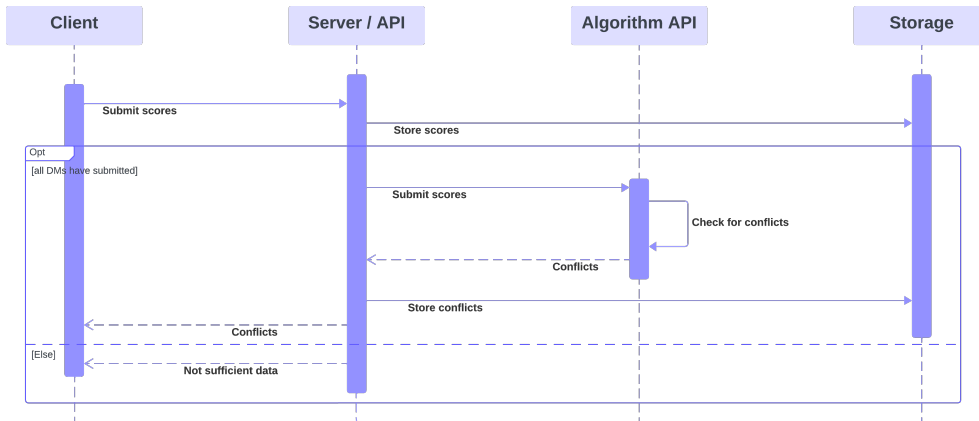 Client
Server / API
Algorithm API
Storage
Submit scores
Store scores
Opt
[all DMs have submitted]
Submit scores
Check for conflicts
Conflicts
Store conflicts
Conflicts
[Else]
Not sufficient data